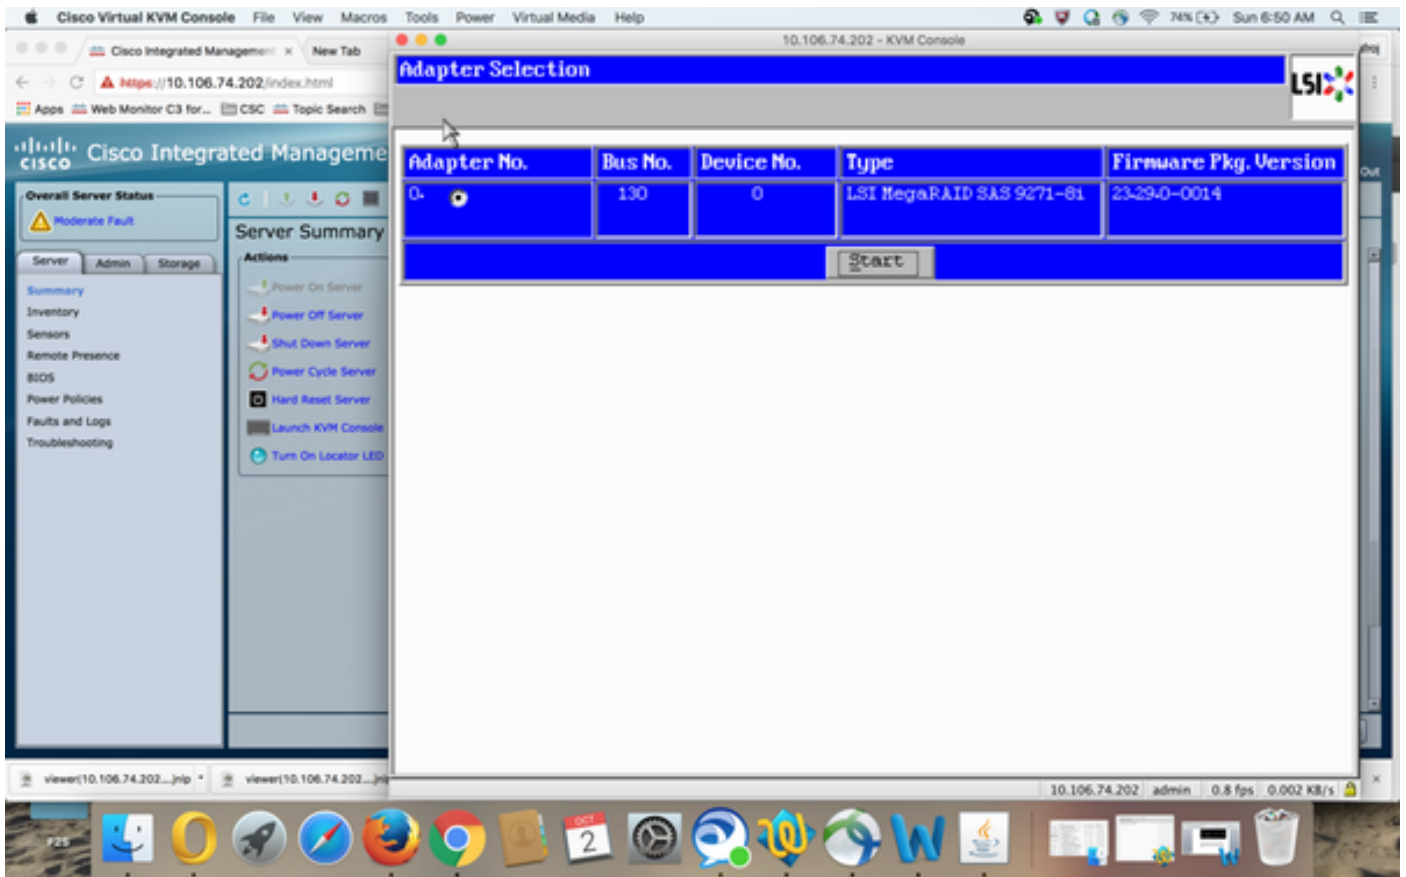 Cisco Virtual KVM Console File View Macros Tools Power Virtual Media Help 74% Sun 6:50 AM
Cisco Integrated Management × New Tab
10.106.74.202 - KVM Console
https://10.106.74.202/index.html
Apps Web Monitor C3 for... CSC Topic Search
Adapter Selection
LSI
cisco Cisco Integrated Manageme
Out
Overall Server Status
Moderate Fault
Server Admin Storage
Summary
Inventory
Sensors
Remote Presence
BIOS
Power Policies
Faults and Logs
Troubleshooting
Server Summary
Actions
Power On Server
Power Off Server
Shut Down Server
Power Cycle Server
Hard Reset Server
Launch KVM Console
Turn On Locator LED
Adapter No. Bus No. Device No. Type Firmware Pkg. Version
0. 130 0 LSI MegaRAID SAS 9271-8i 23.29.0-0014
Start
viewer(10.106.74.202....jnlp viewer(10.106.74.202....jnl
10.106.74.202 admin 0.8 fps 0.002 KB/s
OCT
2